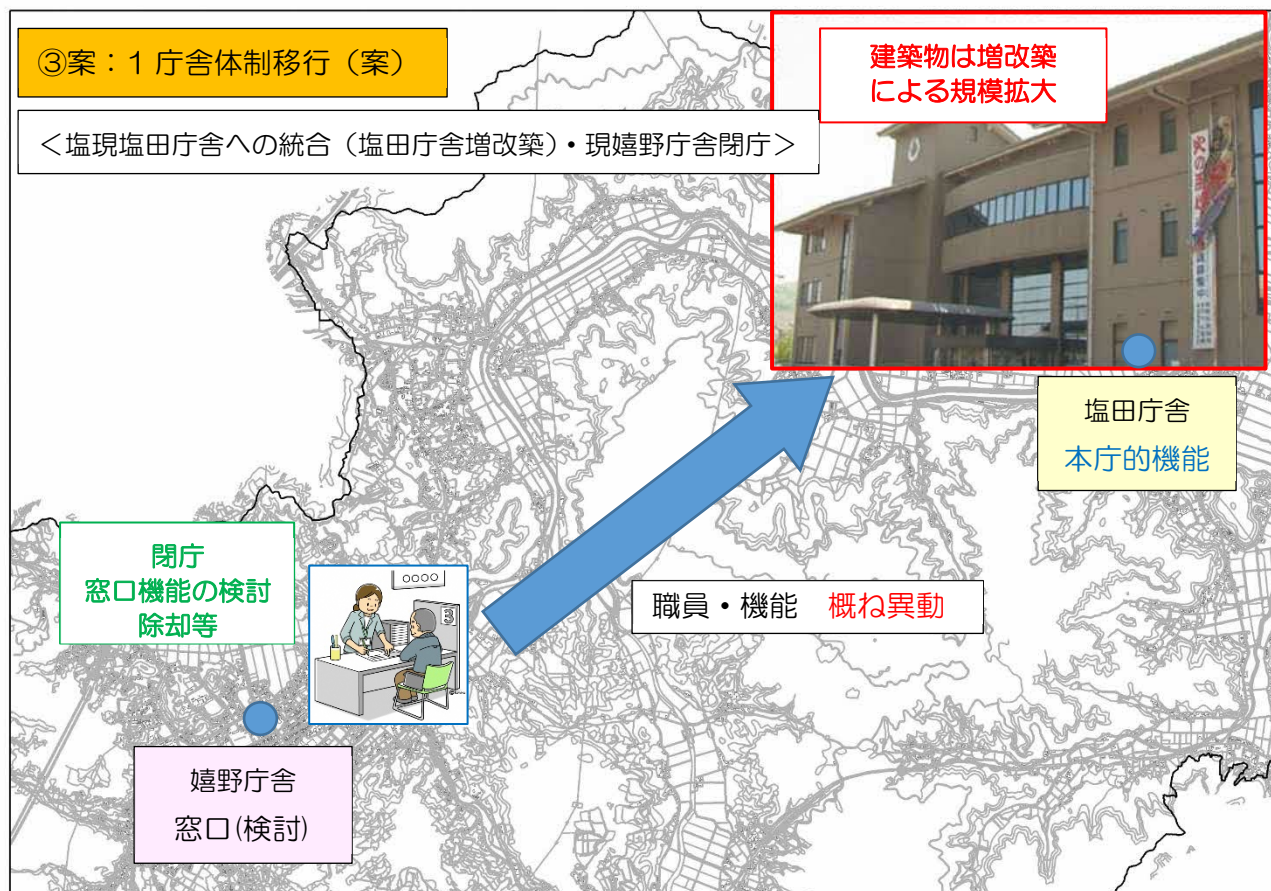 ③案：１庁舎体制移行（案）
＜塩現塩田庁舎への統合（塩田庁舎増改築）・現嬉野庁舎閉庁＞
建築物は増改築
による規模拡大
塩田庁舎
本庁的機能
閉庁
窓口機能の検討
除却等
○○○○
3
職員・機能　概ね異動
嬉野庁舎
窓口(検討)